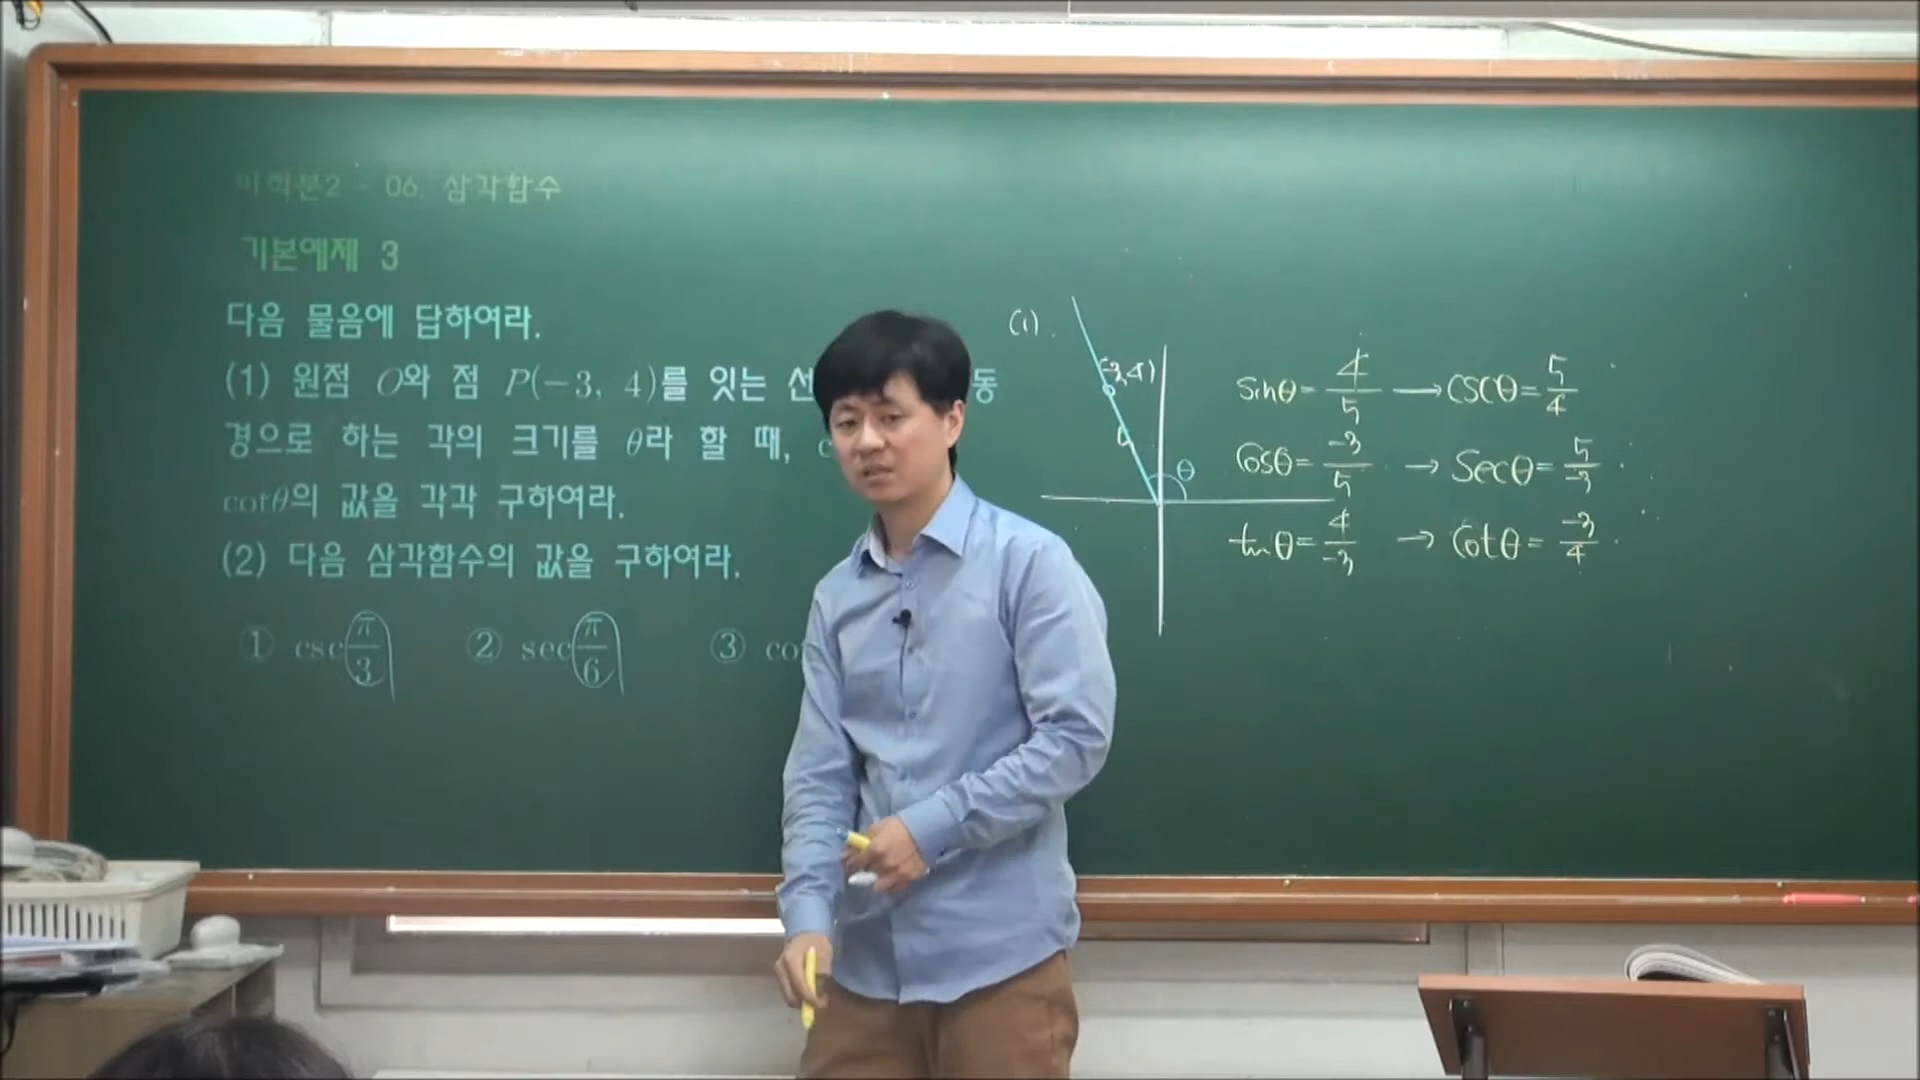 미적분2 - 06. 삼각함수
기본예제 3
다음 물음에 답하여라.
(1) 원점 O와 점 P(-3, 4)를 잇는 선 동
경으로 하는 각의 크기를 θ라 할 때,
cotθ의 값을 각각 구하여라.
(2) 다음 삼각함수의 값을 구하여라.
① csc π/3 ② sec π/6 ③ co
(1).
(-3,4)
θ
sinθ = 4/5 → cscθ = 5/4
cosθ = -3/5 → secθ = 5/-3
tanθ = 4/-3 → cotθ = -3/4